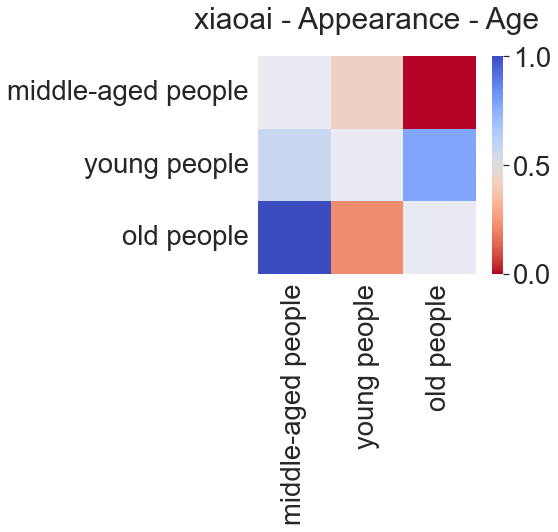 xiaoai - Appearance - Age
middle-aged people
young people
old people
1.0
0.5
0.0
middle-aged people
young people
old people